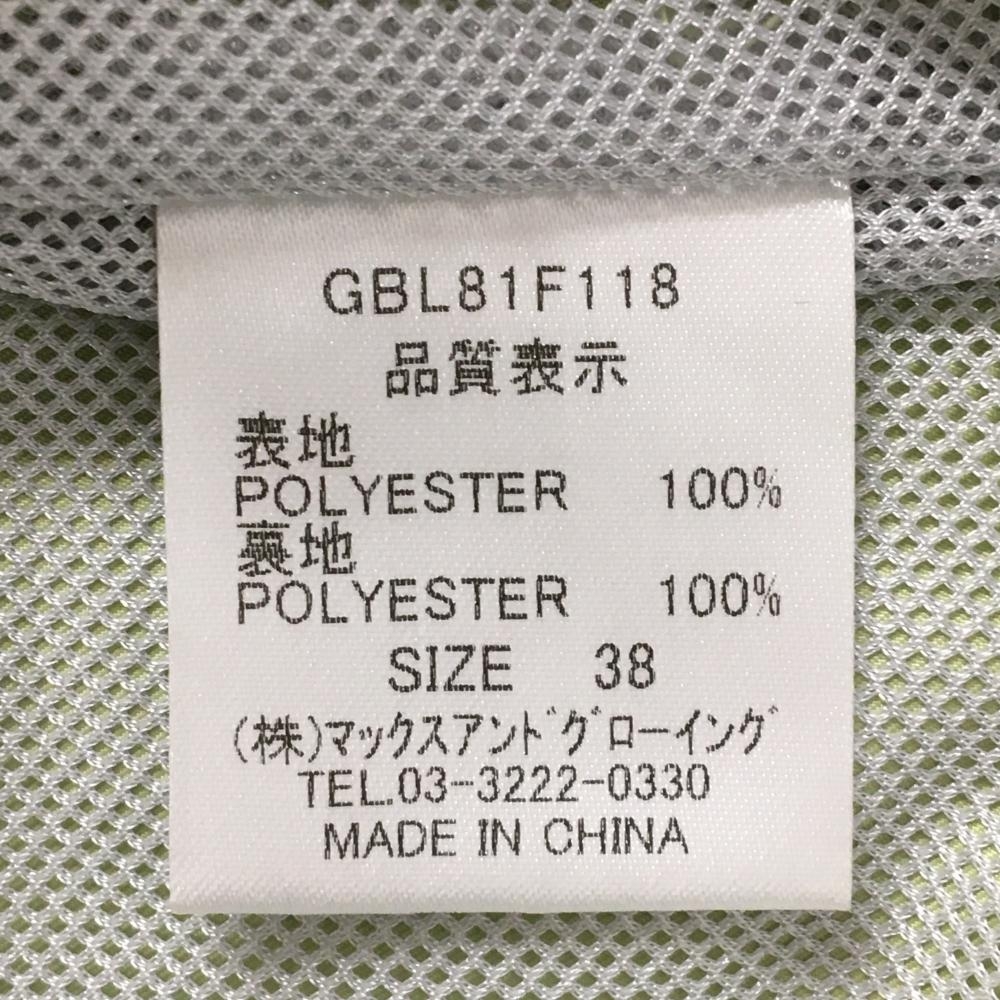 GBL81F118
品質表示
表地
POLYESTER 100%
裏地
POLYESTER 100%
SIZE 38
(株)マックスアンドグローイング
TEL.03-3222-0330
MADE IN CHINA